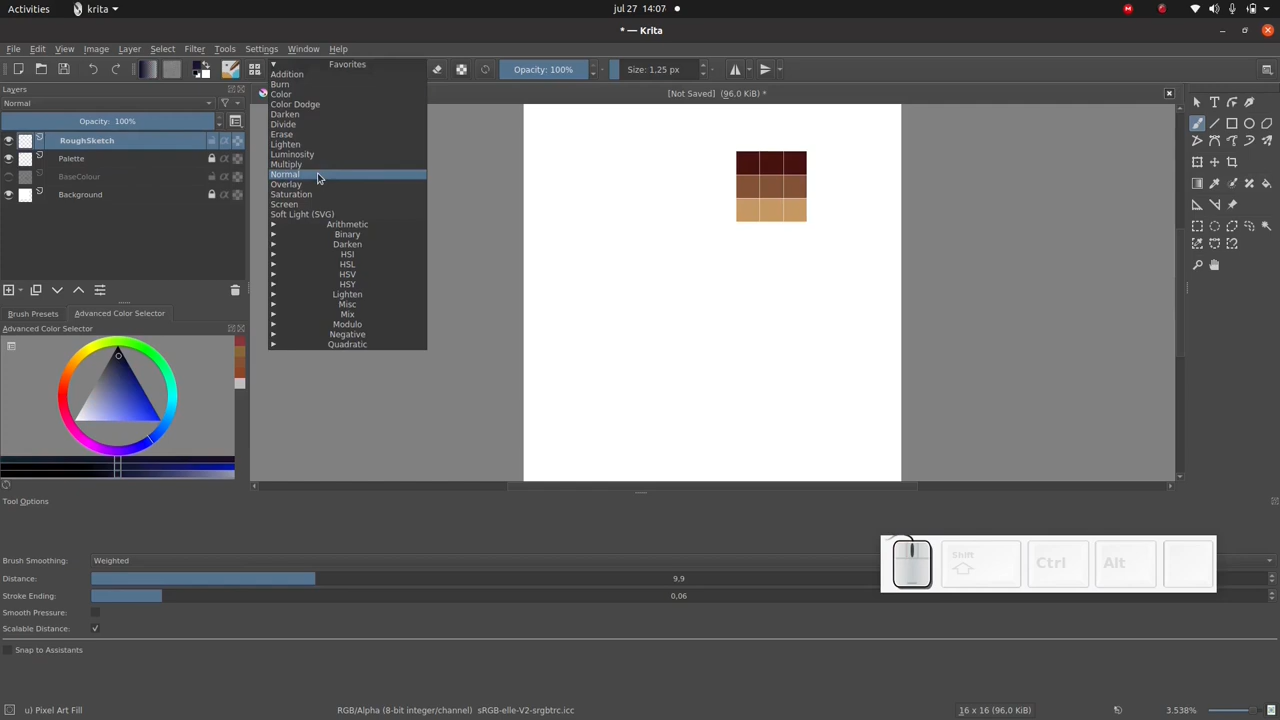 Activities krita jul 27 14:07
* — Krita
File Edit View Image Layer Select Filter Tools Settings Window Help
Opacity: 100% Size: 1,25 px
Layers
[Not Saved] (96,0 KiB) *
Normal
Opacity: 100%
RoughSketch
Palette
BaseColour
Background
Favorites
Addition
Burn
Color
Color Dodge
Darken
Divide
Erase
Lighten
Luminosity
Multiply
Normal
Overlay
Saturation
Screen
Soft Light (SVG)
Arithmetic
Binary
Darken
HSI
HSL
HSV
HSY
Lighten
Misc
Mix
Modulo
Negative
Quadratic
Brush Presets Advanced Color Selector
Advanced Color Selector
Tool Options
Brush Smoothing: Weighted
Distance: 9,9
Stroke Ending: 0,06
Smooth Pressure:
Scalable Distance:
Snap to Assistants
Shift Ctrl Alt
u) Pixel Art Fill RGB/Alpha (8-bit integer/channel) sRGB-elle-V2-srgbtrc.icc 16 x 16 (96,0 KiB) 3.538%